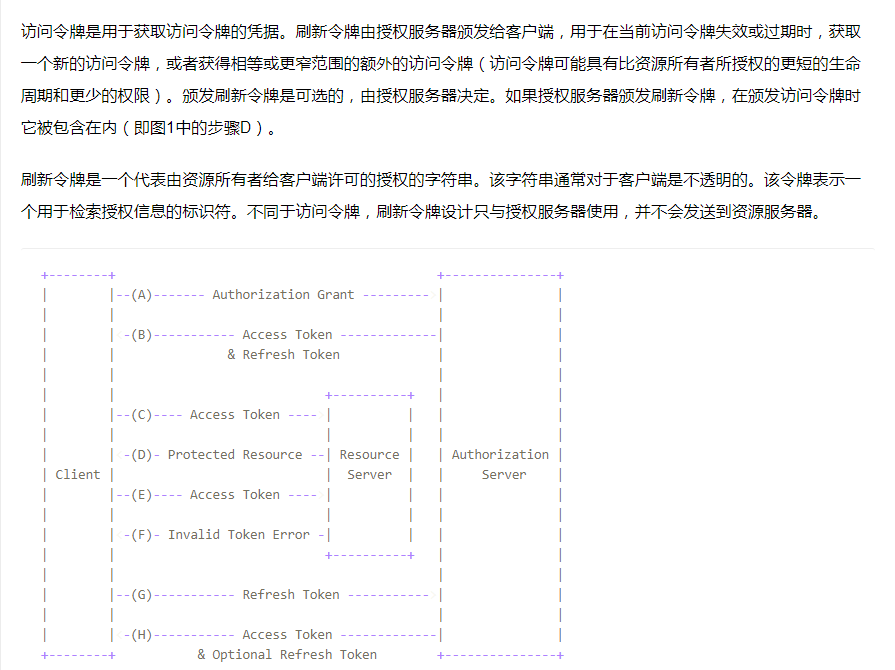 访问令牌是用于获取访问令牌的凭据。刷新令牌由授权服务器颁发给客户端，用于在当前访问令牌失效或过期时，获取
一个新的访问令牌，或者获得相等或更窄范围的额外的访问令牌（访问令牌可能具有比资源所有者所授权的更短的生命
周期和更少的权限）。颁发刷新令牌是可选的，由授权服务器决定。如果授权服务器颁发刷新令牌，在颁发访问令牌时
它被包含在内（即图1中的步骤D）。
刷新令牌是一个代表由资源所有者给客户端许可的授权的字符串。该字符串通常对于客户端是不透明的。该令牌表示一
个用于检索授权信息的标识符。不同于访问令牌，刷新令牌设计只与授权服务器使用，并不会发送到资源服务器。
+--------+                                           +---------------+
|        |--(A)------- Authorization Grant --------- |               |
|        |                                           |               |
|        | -(B)----------- Access Token -------------|               |
|        |               & Refresh Token             |               |
|        |                                           |               |
|        |                            +----------+   |               |
|        |--(C)---- Access Token ---- |          |   |               |
|        |                            |          |   |               |
|        | -(D)- Protected Resource --| Resource |   | Authorization |
| Client |                            |  Server  |   |     Server    |
|        |--(E)---- Access Token ---- |          |   |               |
|        |                            |          |   |               |
|        | -(F)- Invalid Token Error -|          |   |               |
|        |                            +----------+   |               |
|        |                                           |               |
|        |--(G)----------- Refresh Token ----------- |               |
|        |                                           |               |
|        | -(H)----------- Access Token -------------|               |
+--------+           & Optional Refresh Token        +---------------+